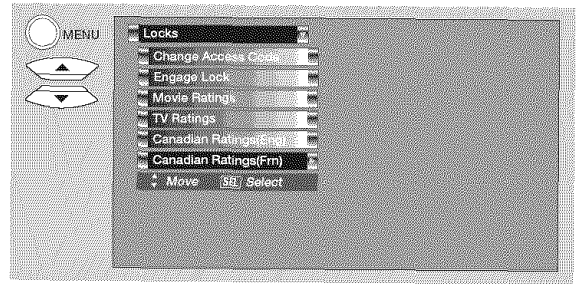 MENU
Locks
Change Access Code
Engage Lock
Movie Ratings
TV Ratings
Canadian Ratings(Eng)
Canadian Ratings(Frn)
Move SEL Select